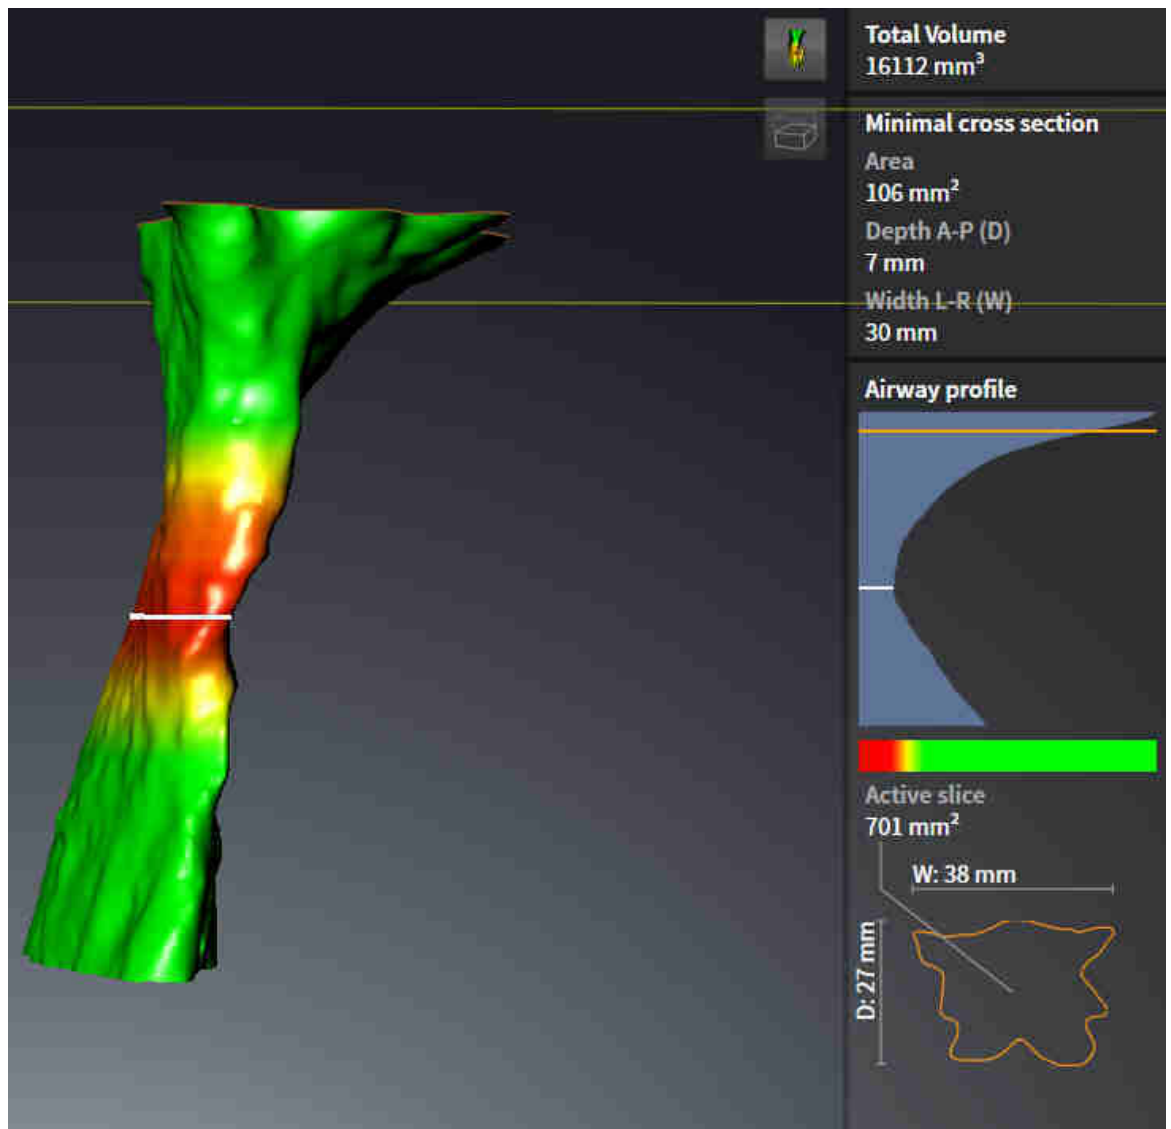 Total Volume
16112 mm³
Minimal cross section
Area
106 mm²
Depth A-P (D)
7 mm
Width L-R (W)
30 mm
Airway profile
Active slice
701 mm²
W: 38 mm
D: 27 mm